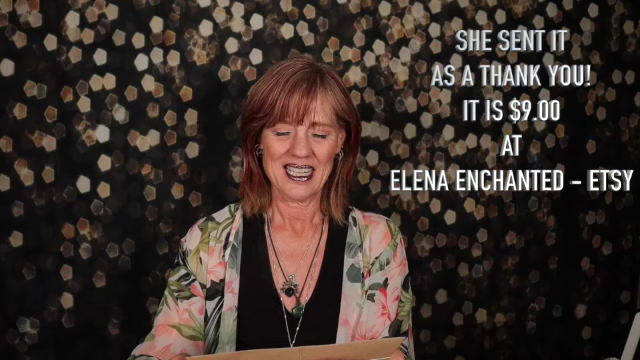 SHE SENT IT
AS A THANK YOU!
IT IS $9.00
AT
ELENA ENCHANTED - ETSY